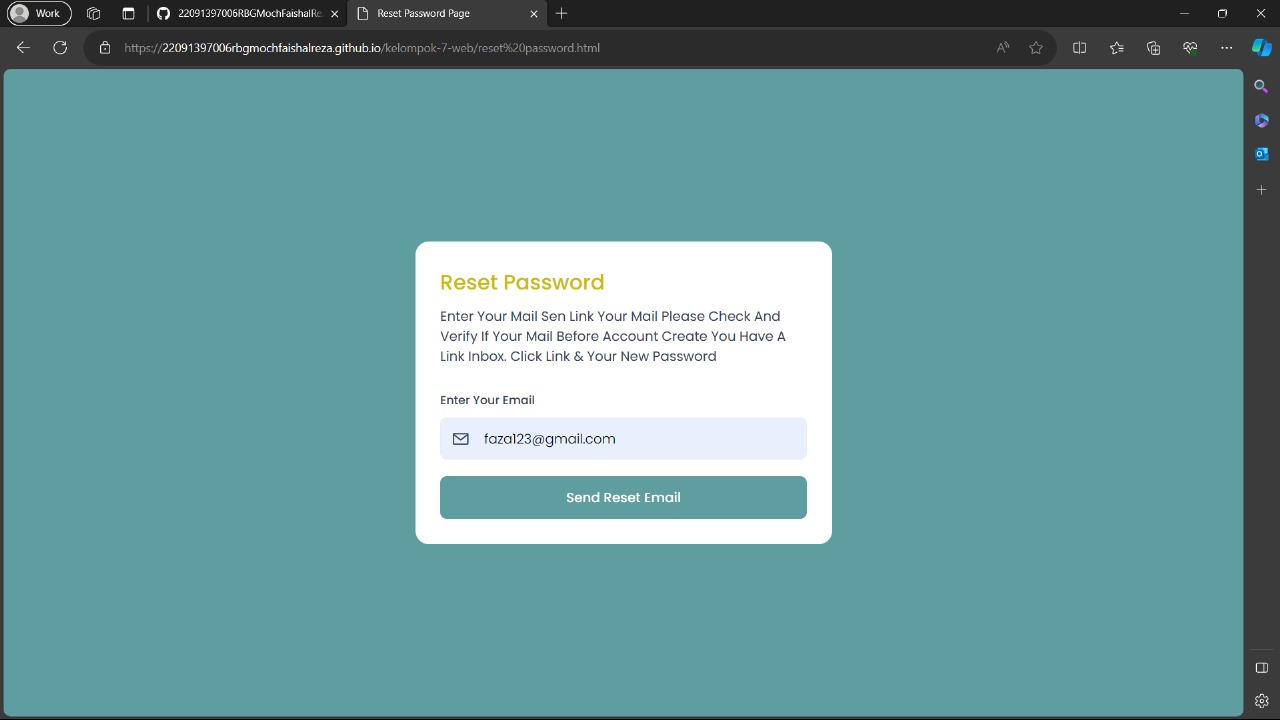 Work
22091397006RBGMochFaishalRe
Reset Password Page
https://22091397006rbgmochfaishalreza.github.io/kelompok-7-web/reset%20password.html
Reset Password
Enter Your Mail Sen Link Your Mail Please Check And
Verify If Your Mail Before Account Create You Have A
Link Inbox. Click Link & Your New Password
Enter Your Email
faza123@gmail.com
Send Reset Email